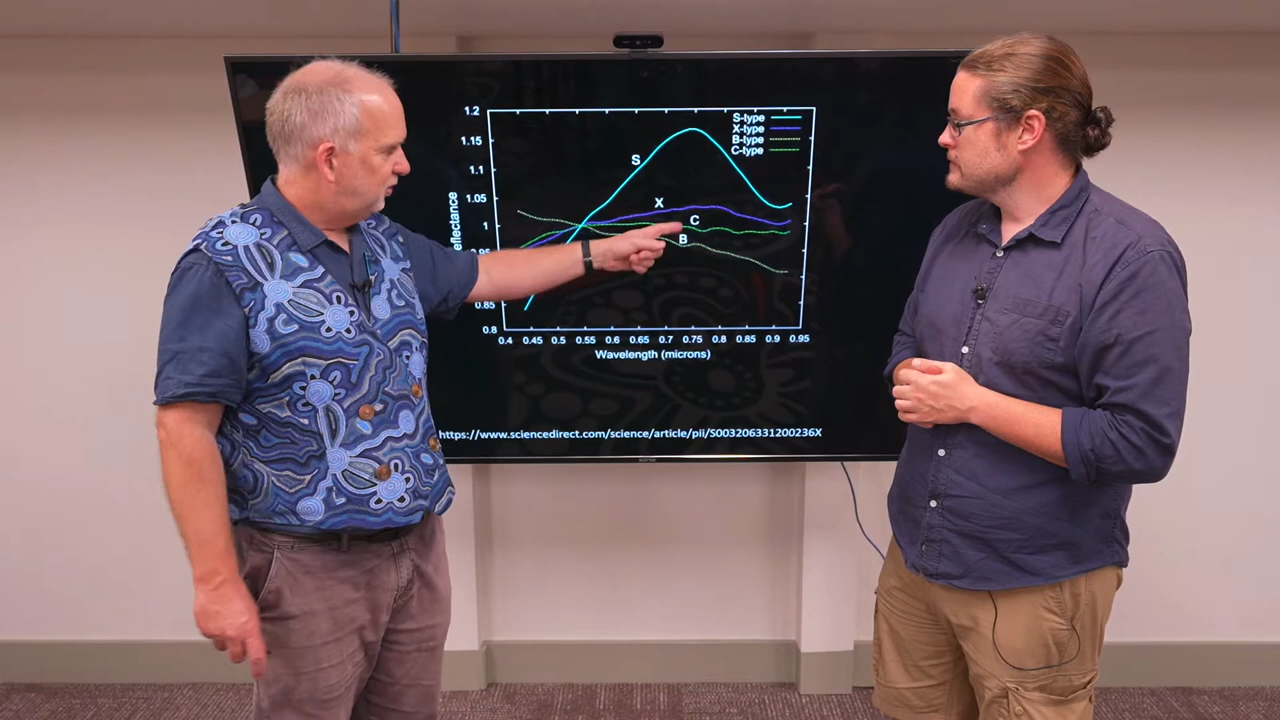 1.2
1.15
1.1
1.05
1
0.95
0.85
0.8
eflectance
S-type
X-type
B-type
C-type
S
X
C
B
0.4 0.45 0.5 0.55 0.6 0.65 0.7 0.75 0.8 0.85 0.9 0.95
Wavelength (microns)
https://www.sciencedirect.com/science/article/pii/S003206331200236X